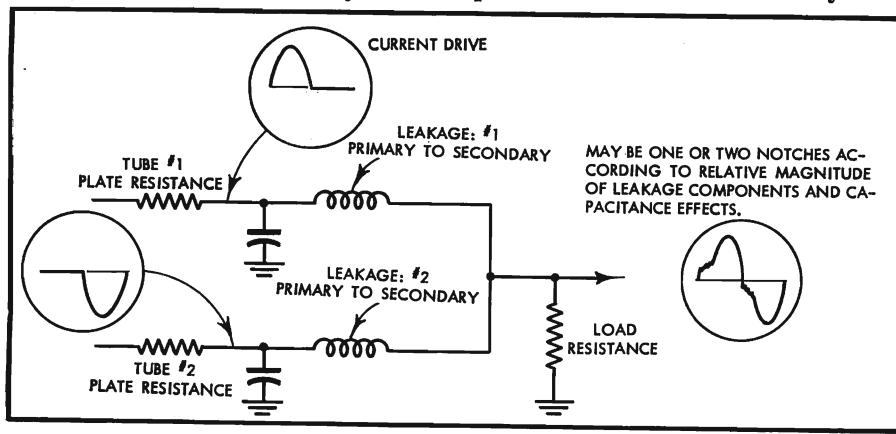 CURRENT DRIVE
LEAKAGE: #1
PRIMARY TO SECONDARY
TUBE #1
PLATE RESISTANCE
MAY BE ONE OR TWO NOTCHES AC-
CORDING TO RELATIVE MAGNITUDE
OF LEAKAGE COMPONENTS AND CA-
PACITANCE EFFECTS.
LEAKAGE: #2
PRIMARY TO SECONDARY
LOAD
RESISTANCE
TUBE #2
PLATE RESISTANCE